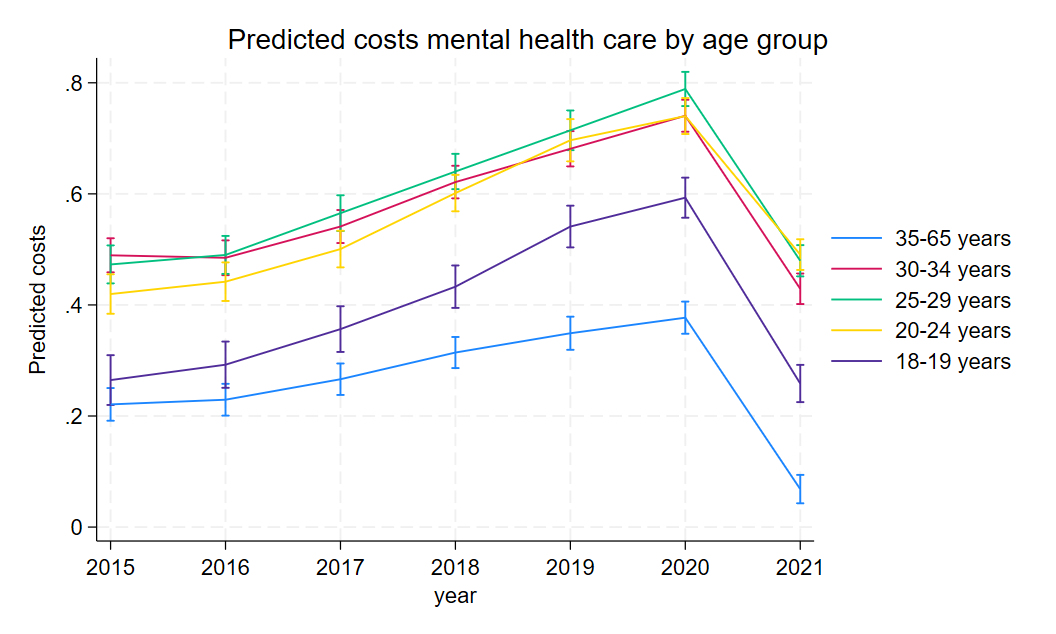 Predicted costs mental health care by age group
Predicted costs
.8
.6
.4
.2
0
2015 2016 2017 2018 2019 2020 2021
year
35-65 years
30-34 years
25-29 years
20-24 years
18-19 years